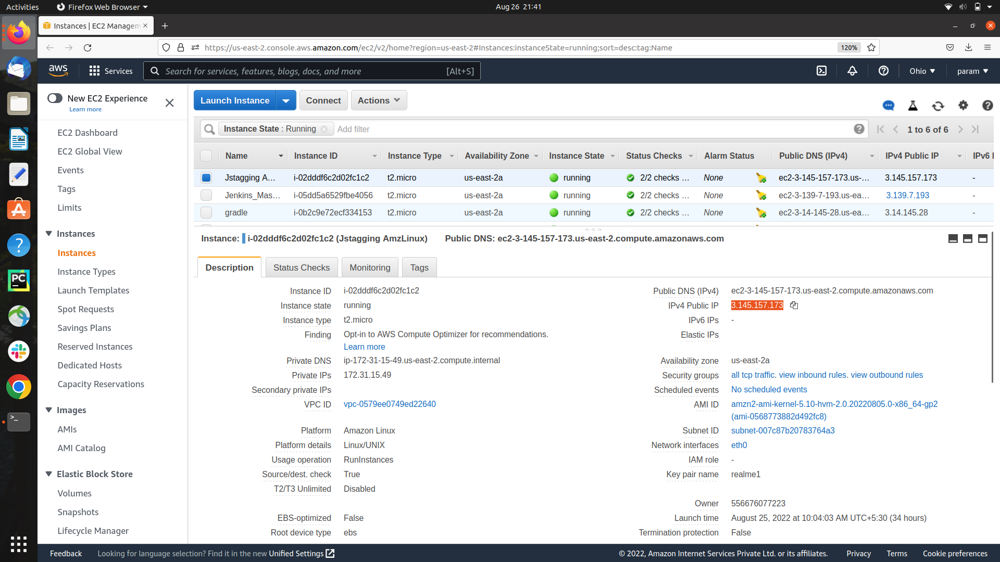 Activities
Firefox Web Browser
Aug 26 21:41
Instances | EC2 Managem
https://us-east-2.console.aws.amazon.com/ec2/v2/home?region=us-east-2#Instances:instanceState=running;sort=desc:tag:Name
120%
aws
Services
Search for services, features, blogs, docs, and more
[Alt+S]
Ohio
param
New EC2 Experience
Learn more
EC2 Dashboard
EC2 Global View
Events
Tags
Limits
Instances
Instances
Instance Types
Launch Templates
Spot Requests
Savings Plans
Reserved Instances
Dedicated Hosts
Capacity Reservations
Images
AMIs
AMI Catalog
Elastic Block Store
Volumes
Snapshots
Lifecycle Manager
Launch Instance
Connect
Actions
Instance State : Running
Add filter
1 to 6 of 6
Name Instance ID Instance Type Availability Zone Instance State Status Checks Alarm Status Public DNS (IPv4) IPv4 Public IP IPv6 I
Jstagging A... i-02dddf6c2d02fc1c2 t2.micro us-east-2a running 2/2 checks ... None ec2-3-145-157-173.us-... 3.145.157.173 -
Jenkins_Mas... i-05dd5a6529fbe4056 t2.micro us-east-2a running 2/2 checks ... None ec2-3-139-7-193.us-ea... 3.139.7.193 -
gradle i-0b2c9e72ecf334153 t2.micro us-east-2a running 2/2 checks ... None ec2-3-14-145-28.us-ea... 3.14.145.28 -
Instance: i-02dddf6c2d02fc1c2 (Jstagging AmzLinux) Public DNS: ec2-3-145-157-173.us-east-2.compute.amazonaws.com
Description Status Checks Monitoring Tags
Instance ID i-02dddf6c2d02fc1c2
Instance state running
Instance type t2.micro
Finding Opt-in to AWS Compute Optimizer for recommendations.
Learn more
Private DNS ip-172-31-15-49.us-east-2.compute.internal
Private IPs 172.31.15.49
Secondary private IPs
VPC ID vpc-0579ee0749ed22640
Platform Amazon Linux
Platform details Linux/UNIX
Usage operation RunInstances
Source/dest. check True
T2/T3 Unlimited Disabled
EBS-optimized False
Root device type ebs
Public DNS (IPv4) ec2-3-145-157-173.us-east-2.compute.amazonaws.com
IPv4 Public IP 3.145.157.173
IPv6 IPs -
Elastic IPs
Availability zone us-east-2a
Security groups all tcp traffic. view inbound rules. view outbound rules
Scheduled events No scheduled events
AMI ID amzn2-ami-kernel-5.10-hvm-2.0.20220805.0-x86_64-gp2
(ami-0568773882d492fc8)
Subnet ID subnet-007c87b20783764a3
Network interfaces eth0
IAM role -
Key pair name realme1
Owner 556676077223
Launch time August 25, 2022 at 10:04:03 AM UTC+5:30 (34 hours)
Termination protection False
PC
Feedback
Looking for language selection? Find it in the new Unified Settings
© 2022, Amazon Internet Services Private Ltd. or its affiliates.
Privacy
Terms
Cookie preferences